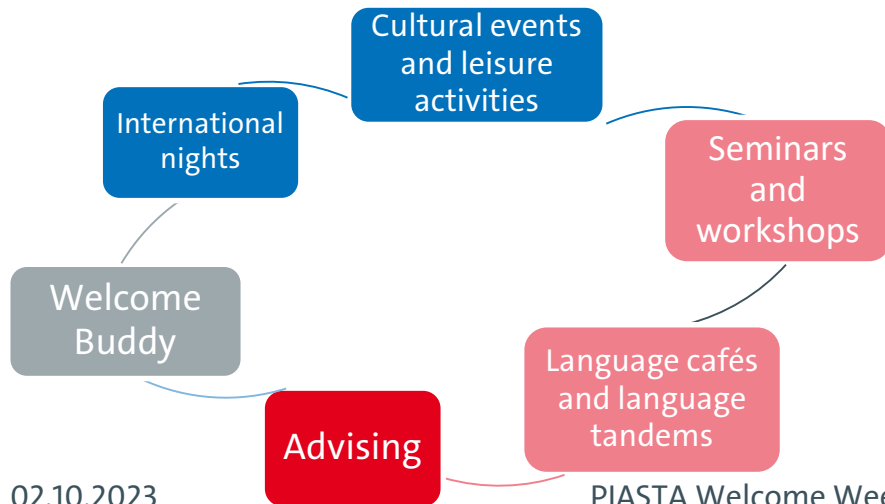 Cultural events
and leisure
activities
International
nights
Seminars
and
workshops
Welcome
Buddy
Language cafés
and language
tandems
Advising
02.10.2023
PIASTA Welcome Wee